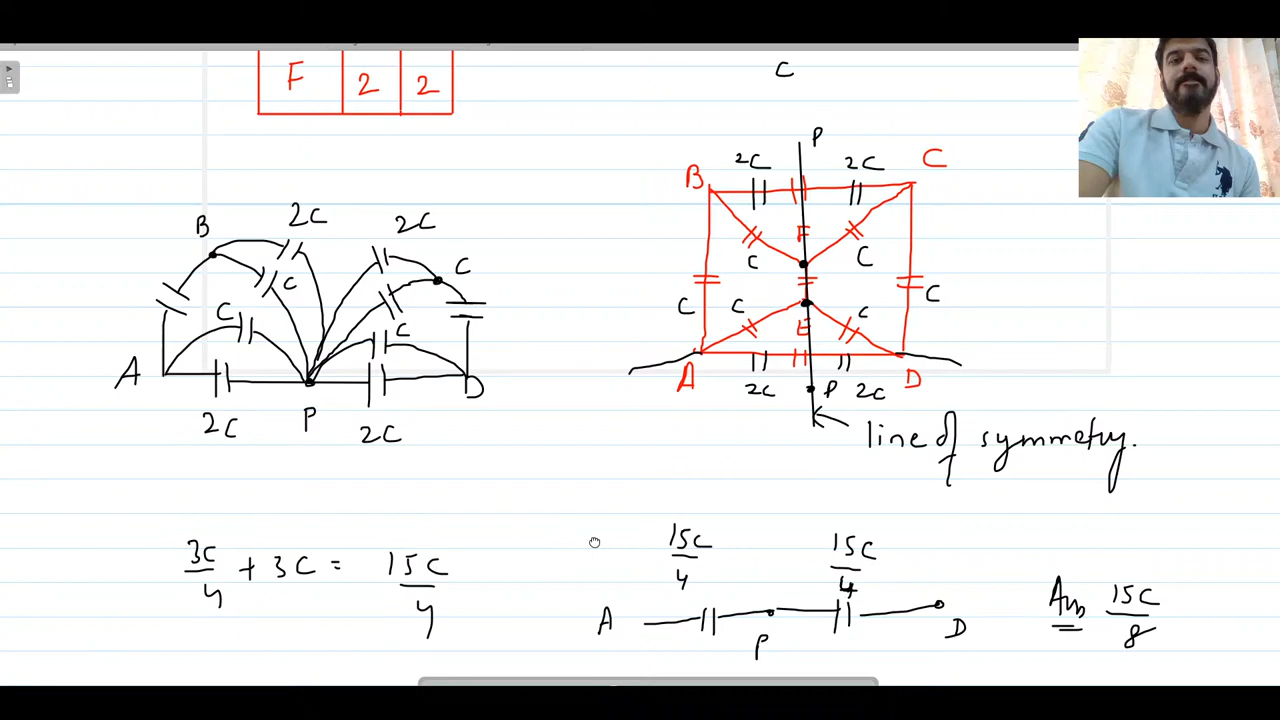 F 2 2
C
P
B 2C 2C C
F
C C
C C
C C
E
A D
2C P 2C
line of symmetry.
B 2C 2C C
C
C C
A D
2C P 2C
3C/4 + 3C = 15C/4
15C/4 15C/4
A P D
Ans 15C/8